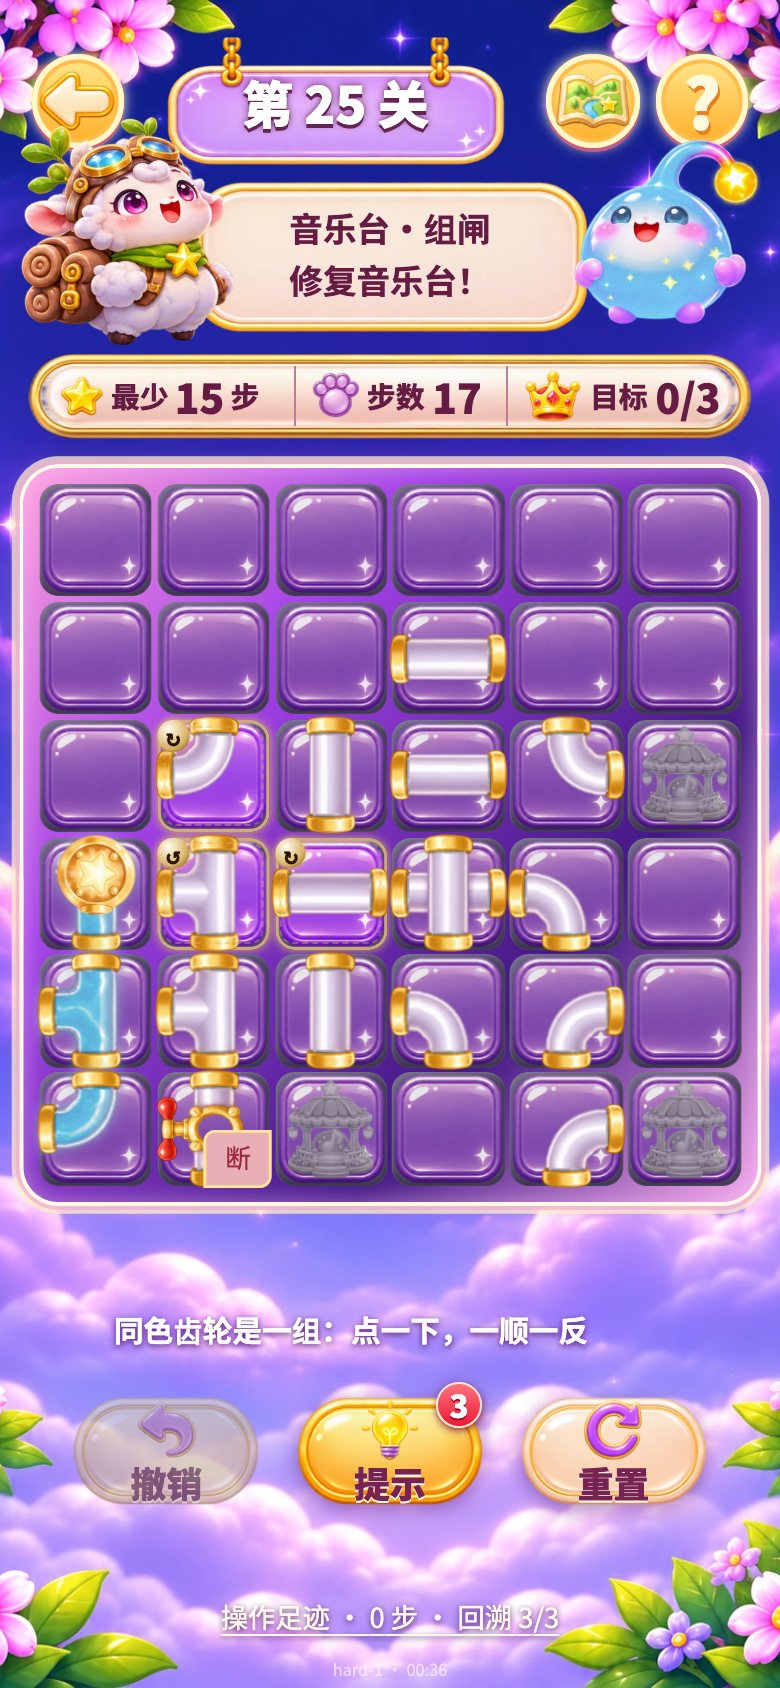 第 25 关
音乐台·组闸
修复音乐台！
最少 15 步
步数 17
目标 0/3
断
同色齿轮是一组：点一下，一顺一反
3
撤销
提示
重置
操作足迹 · 0 步 · 回溯 3/3
hard-1 · 00:36